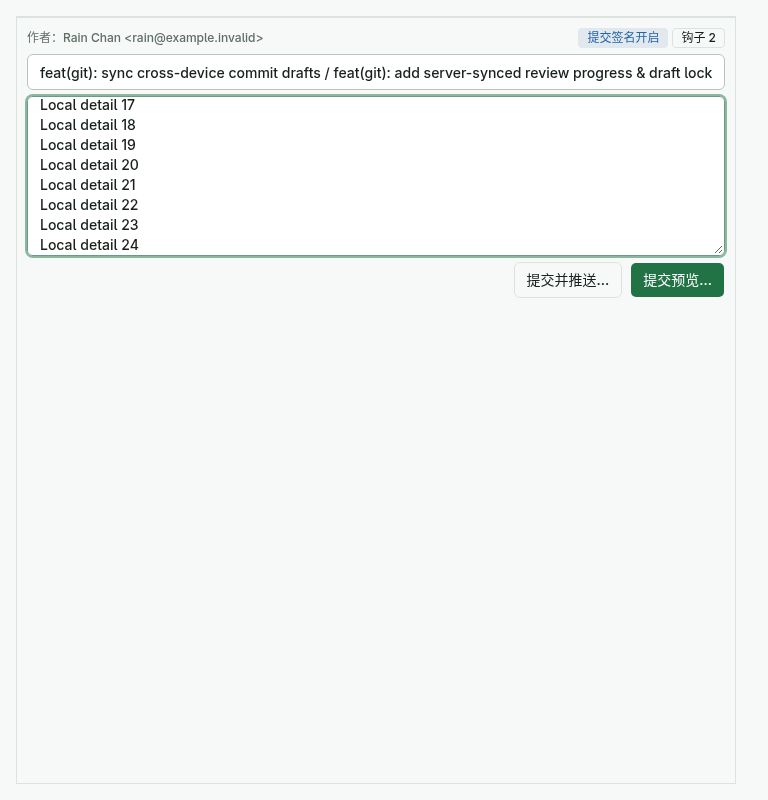 作者：Rain Chan <rain@example.invalid>
提交签名开启
钩子 2
feat(git): sync cross-device commit drafts / feat(git): add server-synced review progress & draft lock
Local detail 17
Local detail 18
Local detail 19
Local detail 20
Local detail 21
Local detail 22
Local detail 23
Local detail 24
提交并推送...
提交预览...